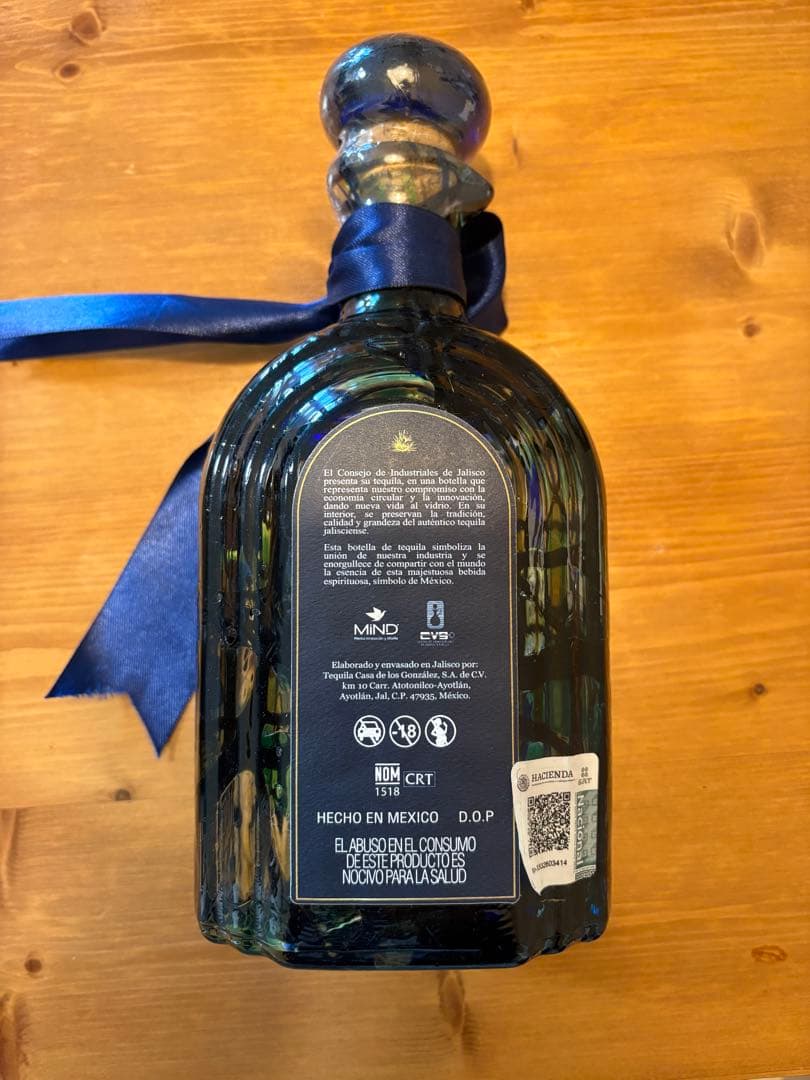 El Consejo de Industriales de Jalisco
presenta su tequila, en una botella que
representa nuestro compromiso con la
economía circular y la innovación,
dando nueva vida al vidrio. En su
interior, se preservan la tradición,
calidad y grandeza del auténtico tequila
jalisciense.
Esta botella de tequila simboliza la
unión de nuestra industria y se
enorgullece de compartir con el mundo
la esencia de esta majestuosa bebida
espirituosa, símbolo de México.
MIND
CVS
Elaborado y envasado en Jalisco por:
Tequila Casa de los González, S.A. de C.V.
km 10 Carr. Atotonilco-Ayotlán,
Ayotlán, Jal, C.P. 47935, México.
-18
NOM CRT
1518
HECHO EN MEXICO D.O.P
EL ABUSO EN EL CONSUMO
DE ESTE PRODUCTO ES
NOCIVO PARA LA SALUD
HACIENDA
SAT
Nacional